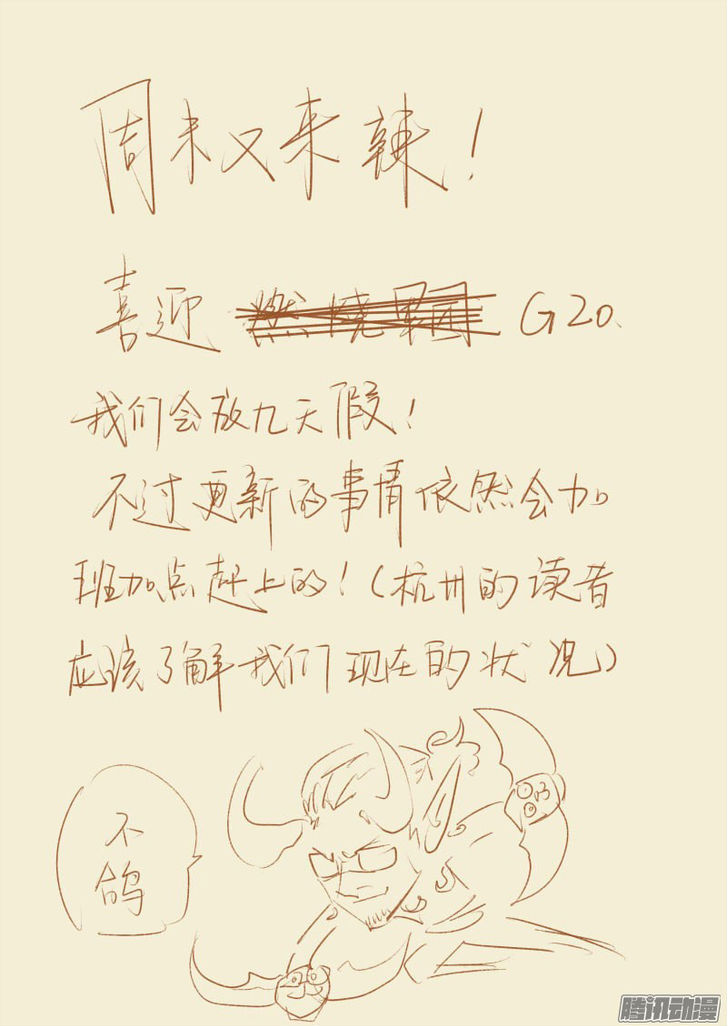 周末又来辣！
喜迎燃烧军团G20、
我们会放九天假！
不过更新的事情依然会加
班加点赶上的！（杭州的读者
应该了解我们现在的状况）
不
鸽
腾讯动漫